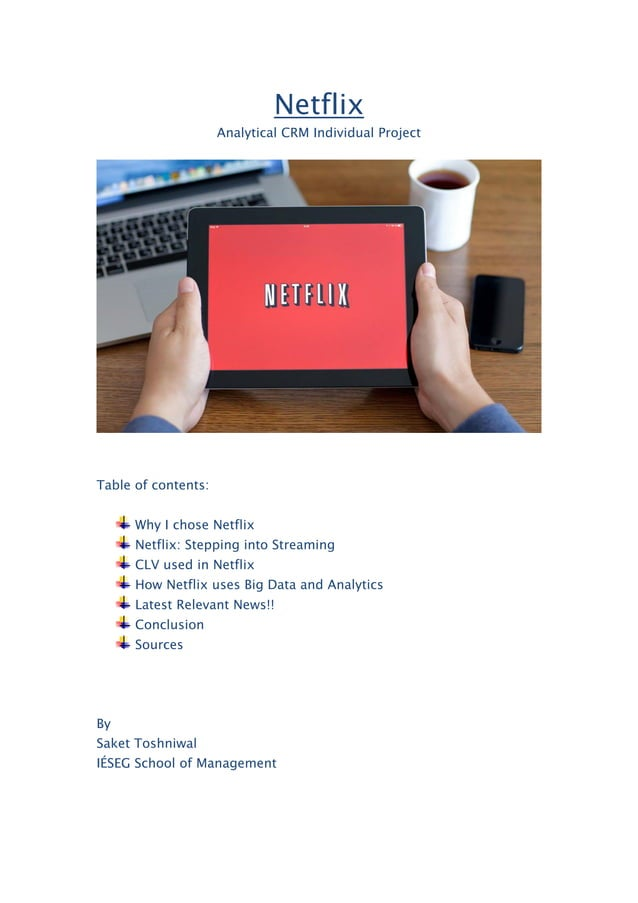 Netflix
Analytical CRM Individual Project
NETFLIX
Table of contents:
Why I chose Netflix
Netflix: Stepping into Streaming
CLV used in Netflix
How Netflix uses Big Data and Analytics
Latest Relevant News!!
Conclusion
Sources
By
Saket Toshniwal
IÉSEG School of Management